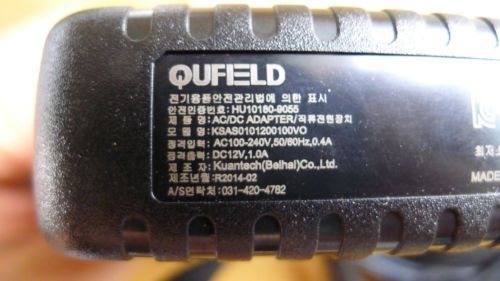 QUFIELD
전기용품안전관리법에 의한 표시
안전인증번호: HU10180-9055
제 품 명: AC/DC ADAPTER/직류전원장치
모 델 명: KSAS0101200100VO
정격입력: AC100-240V,50/60Hz,0.4A
정격출력: DC12V,1.0A
제 조 자: Kuantech(Beihai)Co.,Ltd.
제조년월:R2014-02
A/S연락처:031-420-4782
MADE